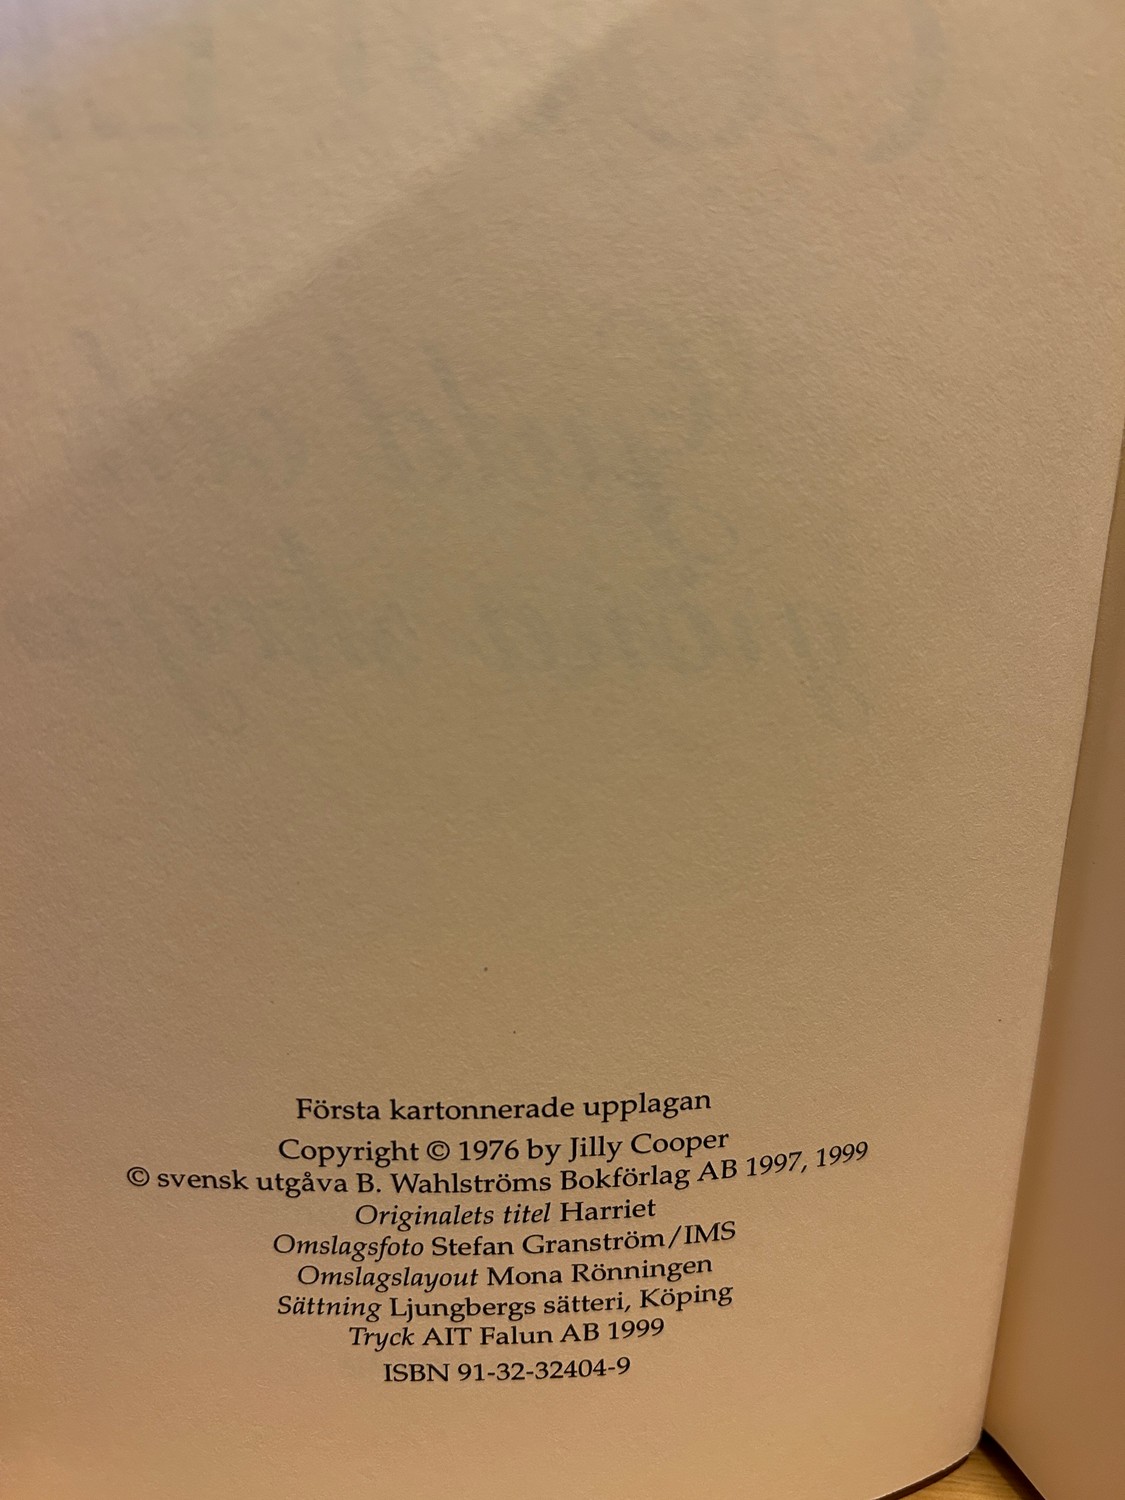 Första kartonnerade upplagan
Copyright © 1976 by Jilly Cooper
© svensk utgåva B. Wahlströms Bokförlag AB 1997, 1999
Originalets titel Harriet
Omslagsfoto Stefan Granström/IMS
Omslagslayout Mona Rönningen
Sättning Ljungbergs sätteri, Köping
Tryck AIT Falun AB 1999
ISBN 91-32-32404-9